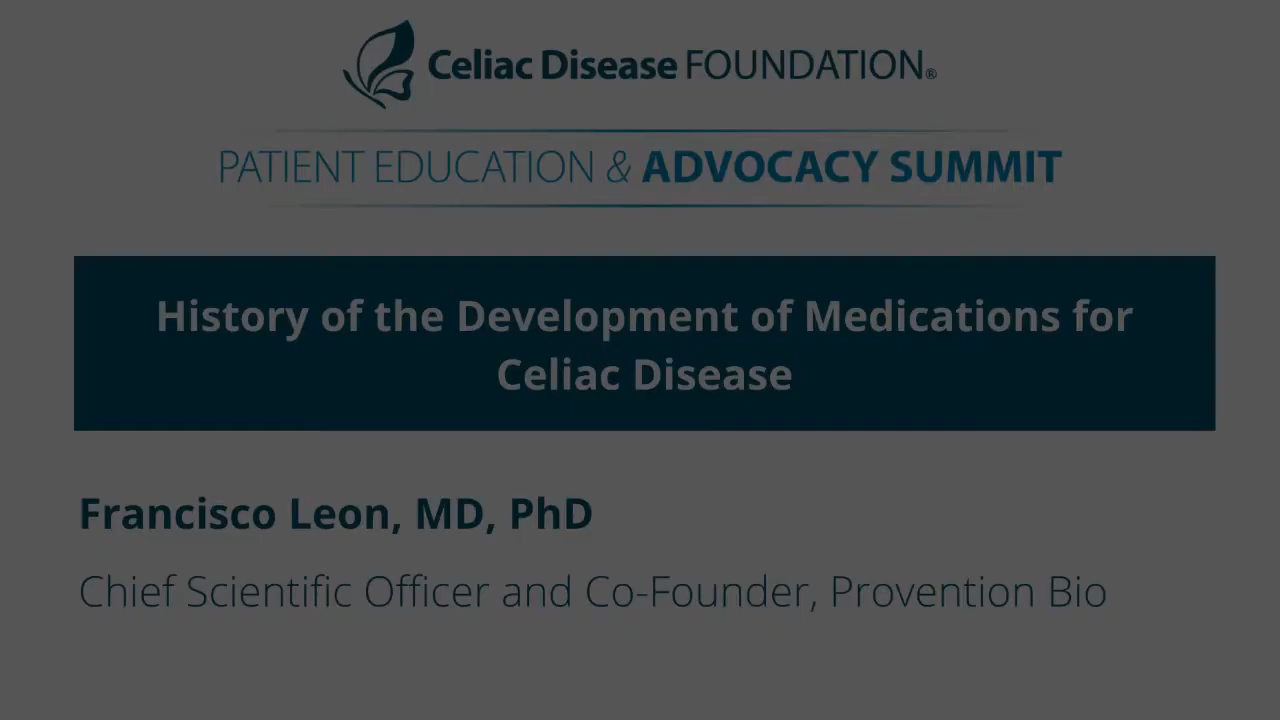 Celiac Disease FOUNDATION®
PATIENT EDUCATION & ADVOCACY SUMMIT
History of the Development of Medications for
Celiac Disease
Francisco Leon, MD, PhD
Chief Scientific Officer and Co-Founder, Provention Bio